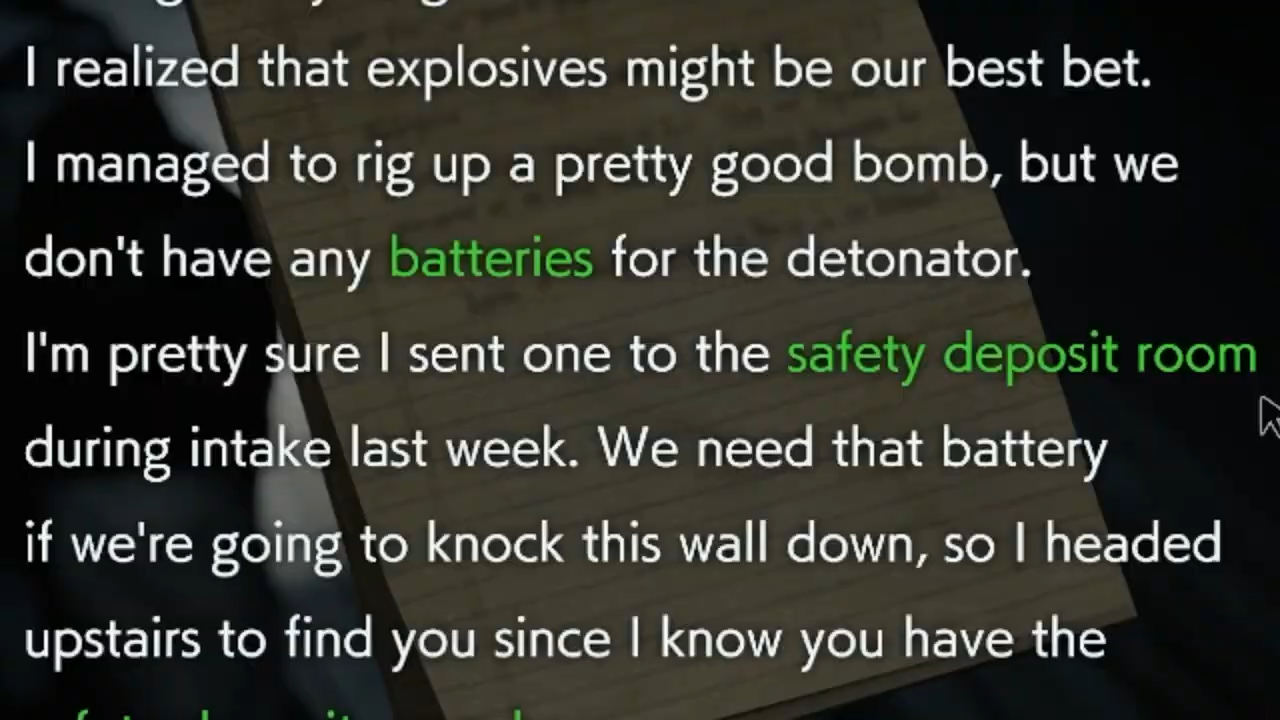 I realized that explosives might be our best bet.
I managed to rig up a pretty good bomb, but we
don't have any batteries for the detonator.
I'm pretty sure I sent one to the safety deposit room
during intake last week. We need that battery
if we're going to knock this wall down, so I headed
upstairs to find you since I know you have the